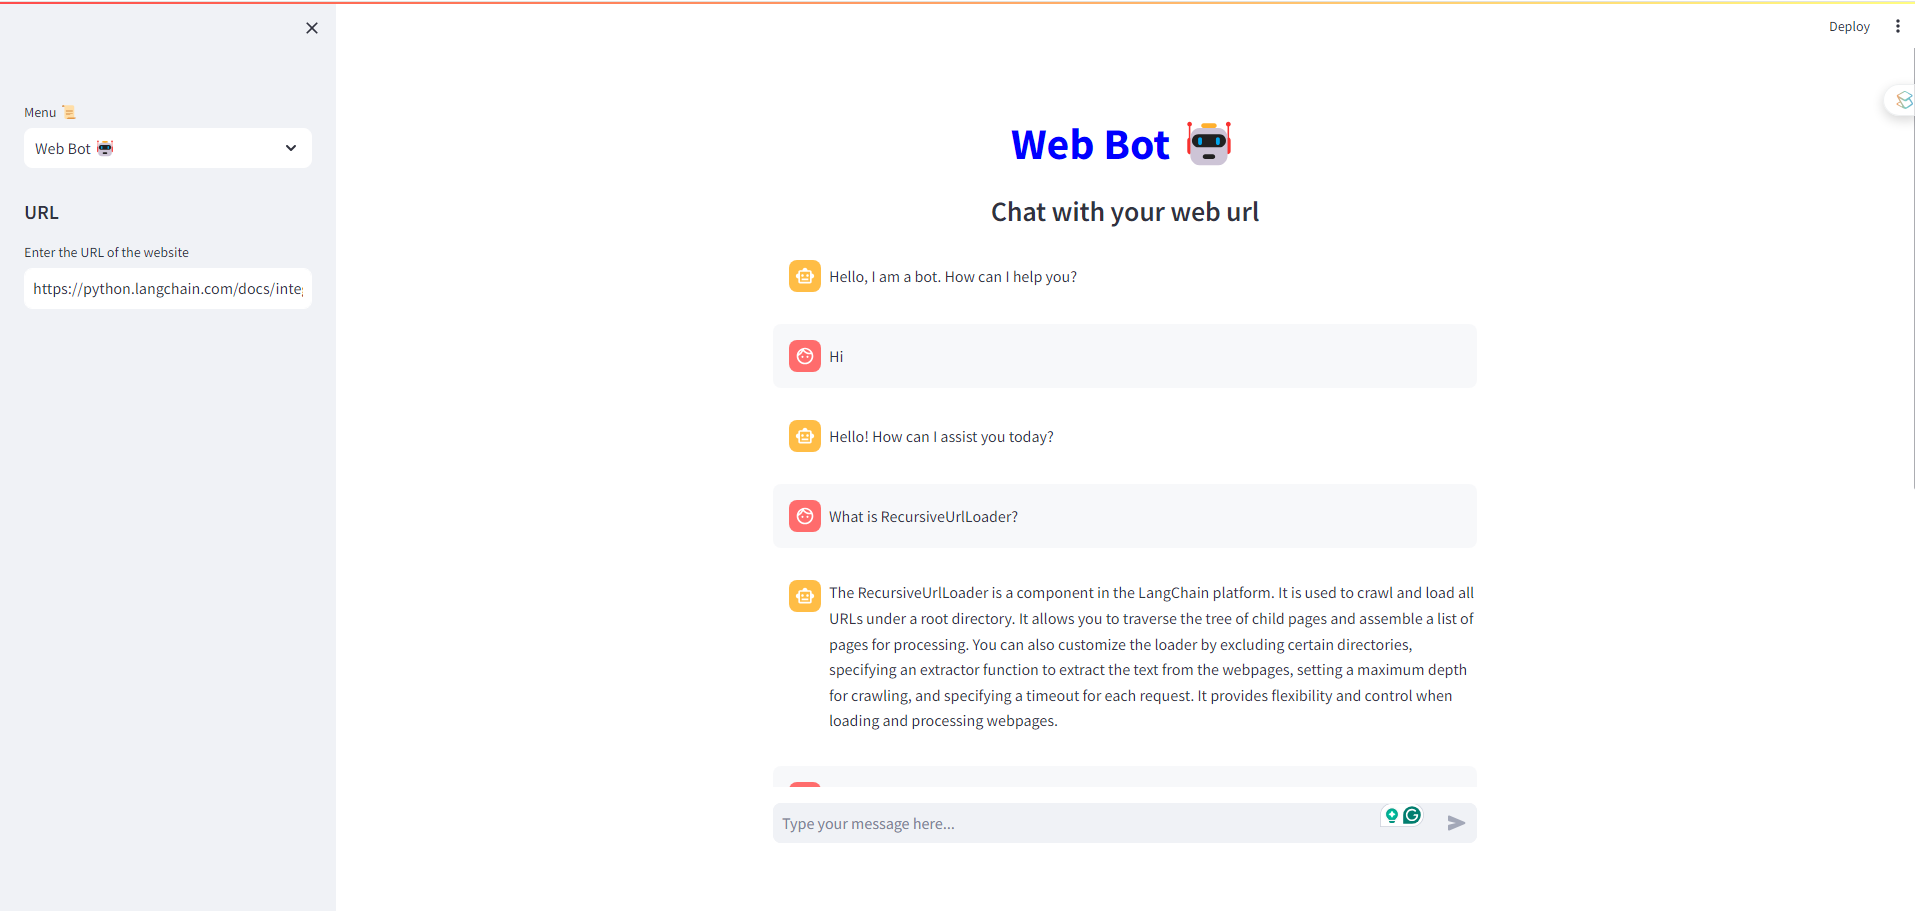 Deploy
Menu 📜
Web Bot 🤖
URL
Enter the URL of the website
https://python.langchain.com/docs/inte
Web Bot 🤖
Chat with your web url
Hello, I am a bot. How can I help you?
Hi
Hello! How can I assist you today?
What is RecursiveUrlLoader?
The RecursiveUrlLoader is a component in the LangChain platform. It is used to crawl and load all
URLs under a root directory. It allows you to traverse the tree of child pages and assemble a list of
pages for processing. You can also customize the loader by excluding certain directories,
specifying an extractor function to extract the text from the webpages, setting a maximum depth
for crawling, and specifying a timeout for each request. It provides flexibility and control when
loading and processing webpages.
Type your message here...